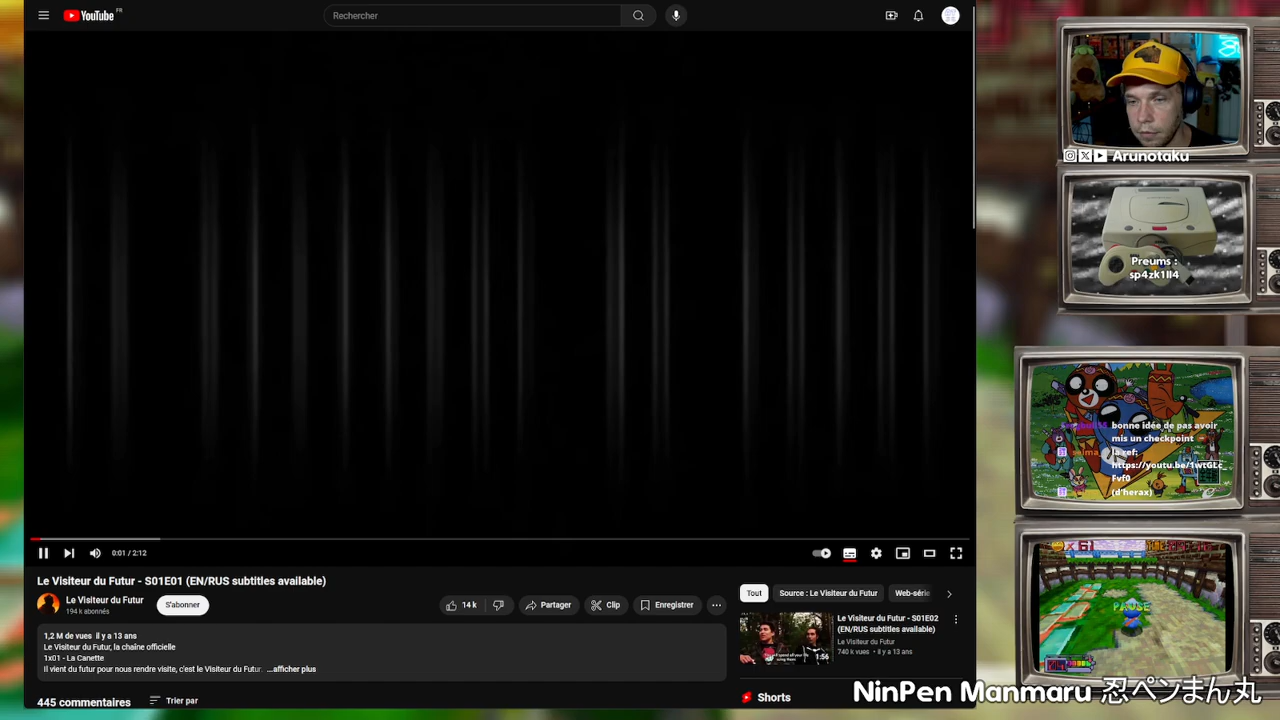 YouTube FR
Rechercher
Arunotaku
Preums :
sp4zk1ll4
bonne idée de pas avoir
mis un checkpoint
la ref:
https://youtu.be/1wtGLc
Fvf0
(d'herax)
x 61
PAUSE
0:01 / 2:12
Le Visiteur du Futur - S01E01 (EN/RUS subtitles available)
Le Visiteur du Futur
194 k abonnés
S'abonner
14 k
Partager
Clip
Enregistrer
1,2 M de vues il y a 13 ans
Le Visiteur du Futur, la chaîne officielle
1x01 - La Canette
Il vient du futur pour nous rendre visite, c'est le Visiteur du Futur. ...afficher plus
445 commentaires
Trier par
Tout
Source : Le Visiteur du Futur
Web-série
1:56
Le Visiteur du Futur - S01E02
(EN/RUS subtitles available)
Le Visiteur du Futur
740 k vues • il y a 13 ans
Shorts
NinPen Manmaru 忍ペンまん丸